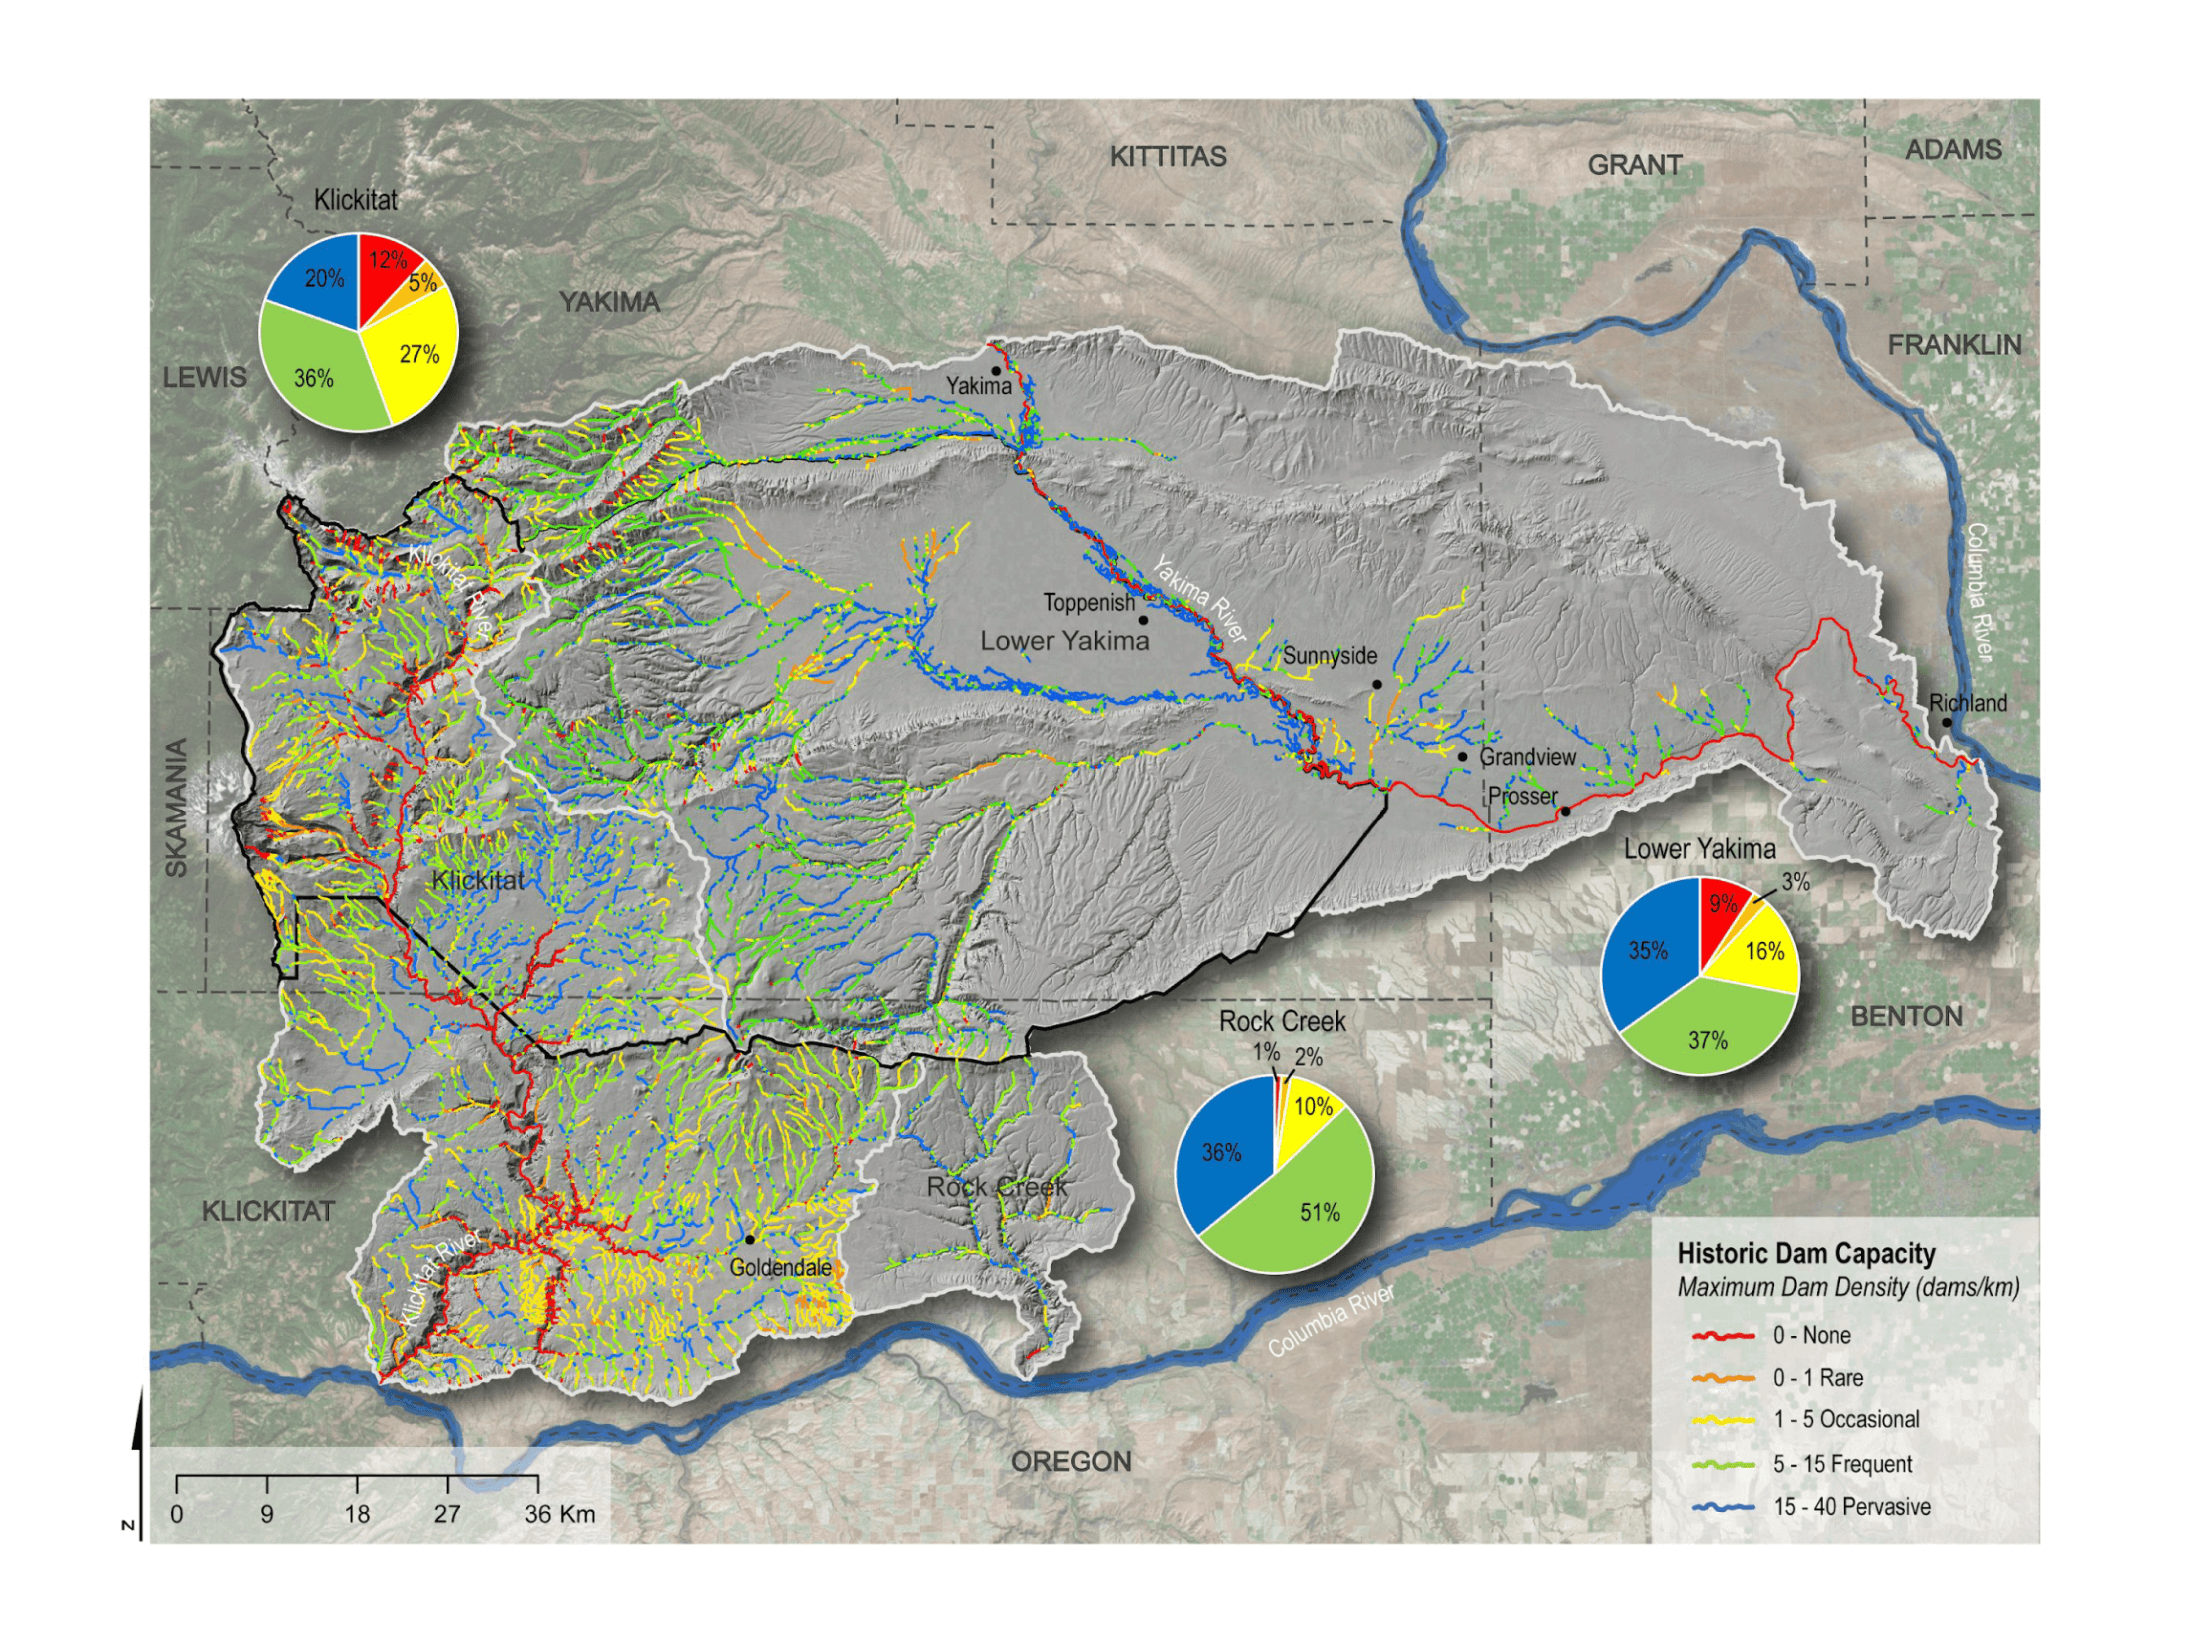 KITTITAS
GRANT
ADAMS
Klickitat
12%
5%
20%
27%
36%
YAKIMA
LEWIS
FRANKLIN
Yakima
Klickitat River
Columbia River
Yakima River
Toppenish
Lower Yakima
Sunnyside
Richland
Grandview
Prosser
SKAMANIA
Klickitat
Lower Yakima
3%
9%
16%
35%
37%
BENTON
Rock Creek
1%
2%
10%
36%
51%
Rock Creek
KLICKITAT
Klickitat River
Goldendale
Columbia River
OREGON
Historic Dam Capacity
Maximum Dam Density (dams/km)
0 - None
0 - 1 Rare
1 - 5 Occasional
5 - 15 Frequent
15 - 40 Pervasive
N
0 9 18 27 36 Km